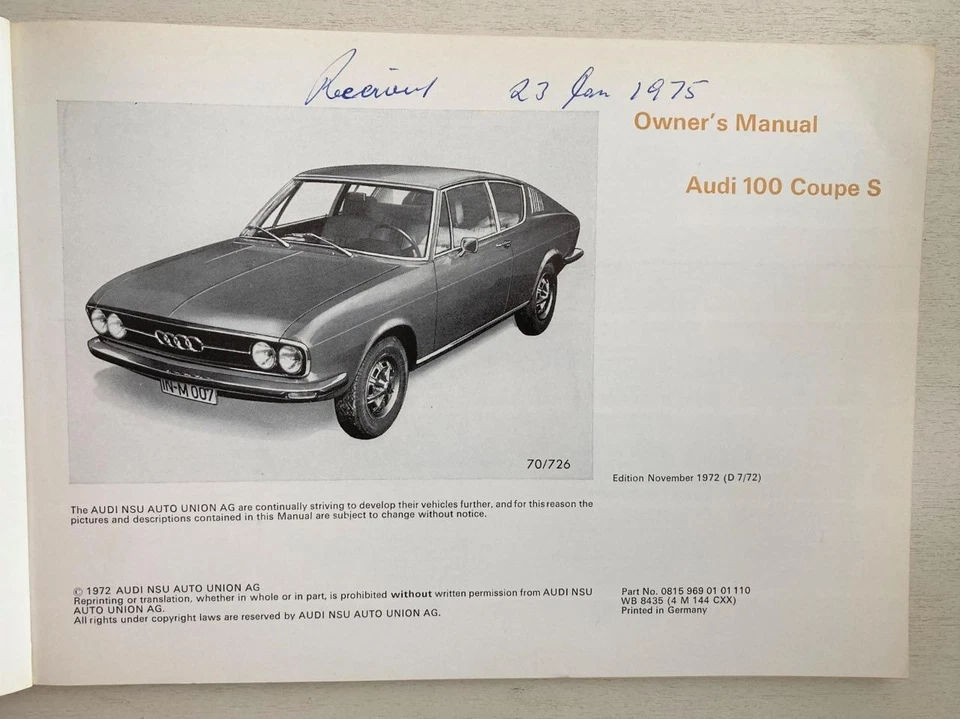 Received 23 Jan 1975
Owner's Manual
Audi 100 Coupe S
IN-M 007
70/726
Edition November 1972 (D 7/72)
The AUDI NSU AUTO UNION AG are continually striving to develop their vehicles further, and for this reason the
pictures and descriptions contained in this Manual are subject to change without notice.
© 1972 AUDI NSU AUTO UNION AG
Reprinting or translation, whether in whole or in part, is prohibited without written permission from AUDI NSU
AUTO UNION AG.
All rights under copyright laws are reserved by AUDI NSU AUTO UNION AG.
Part No. 0815 969 01 01 110
WB 8435 (4 M 144 CXX)
Printed in Germany